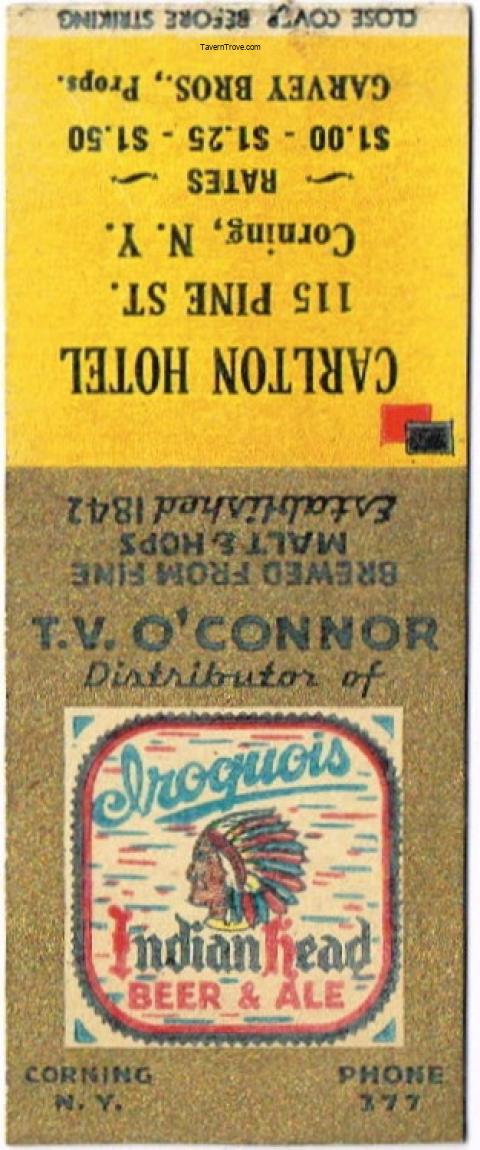 CLOSE COVER BEFORE STRIKING
TavernTrove.com
GARVEY BROS., Props.
$1.00 - $1.25 - $1.50
RATES
Corning, N. Y.
115 PINE ST.
CARLTON HOTEL
Established 1842
MALT & HOPS
BREWED FROM FINE
T.V. O'CONNOR
Distributor of
Iroquois
Indian Head
BEER & ALE
CORNING
N. Y.
PHONE
377